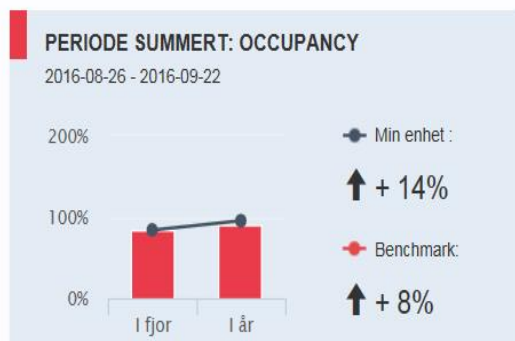 PERIODE SUMMERT: OCCUPANCY
2016-08-26 - 2016-09-22
200%
100%
0%
I fjor
I år
Min enhet :
+ 14%
Benchmark:
+ 8%